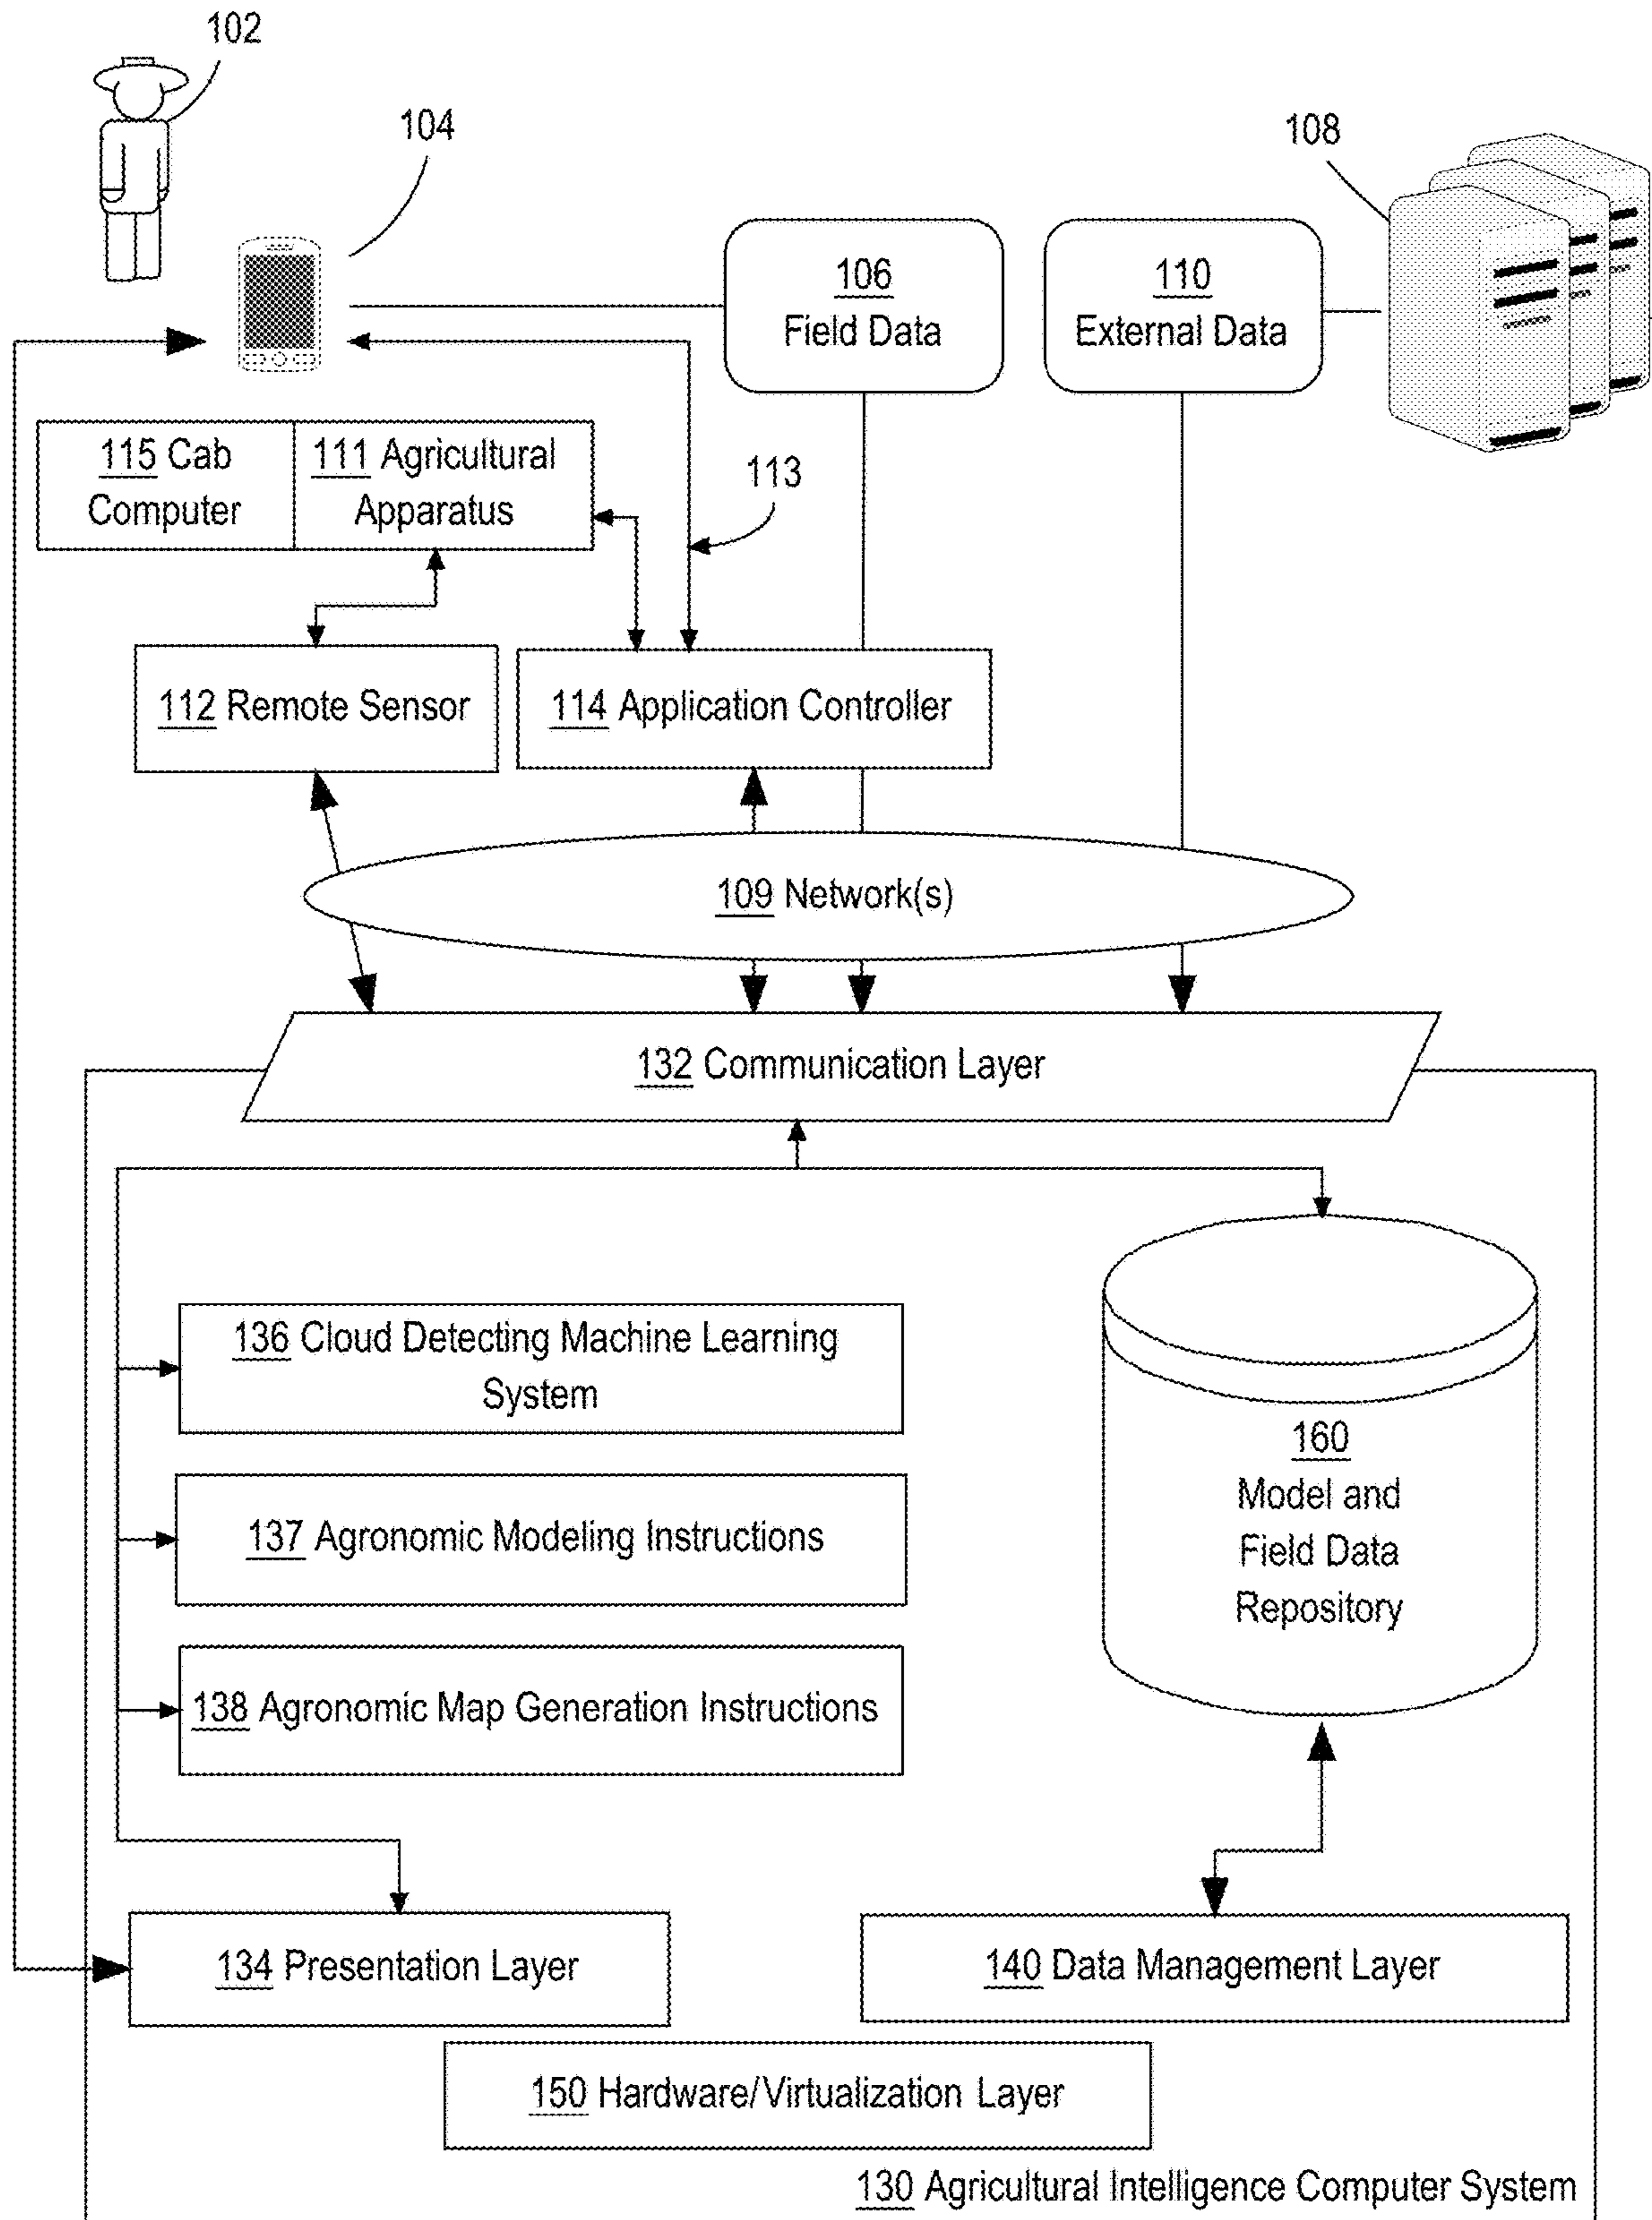 102
104
108
106
Field Data
110
External Data
115 Cab
Computer
111 Agricultural
Apparatus
113
112 Remote Sensor
114 Application Controller
109 Network(s)
132 Communication Layer
136 Cloud Detecting Machine Learning
System
160
Model and
Field Data
Repository
137 Agronomic Modeling Instructions
138 Agronomic Map Generation Instructions
134 Presentation Layer
140 Data Management Layer
150 Hardware/Virtualization Layer
130 Agricultural Intelligence Computer System